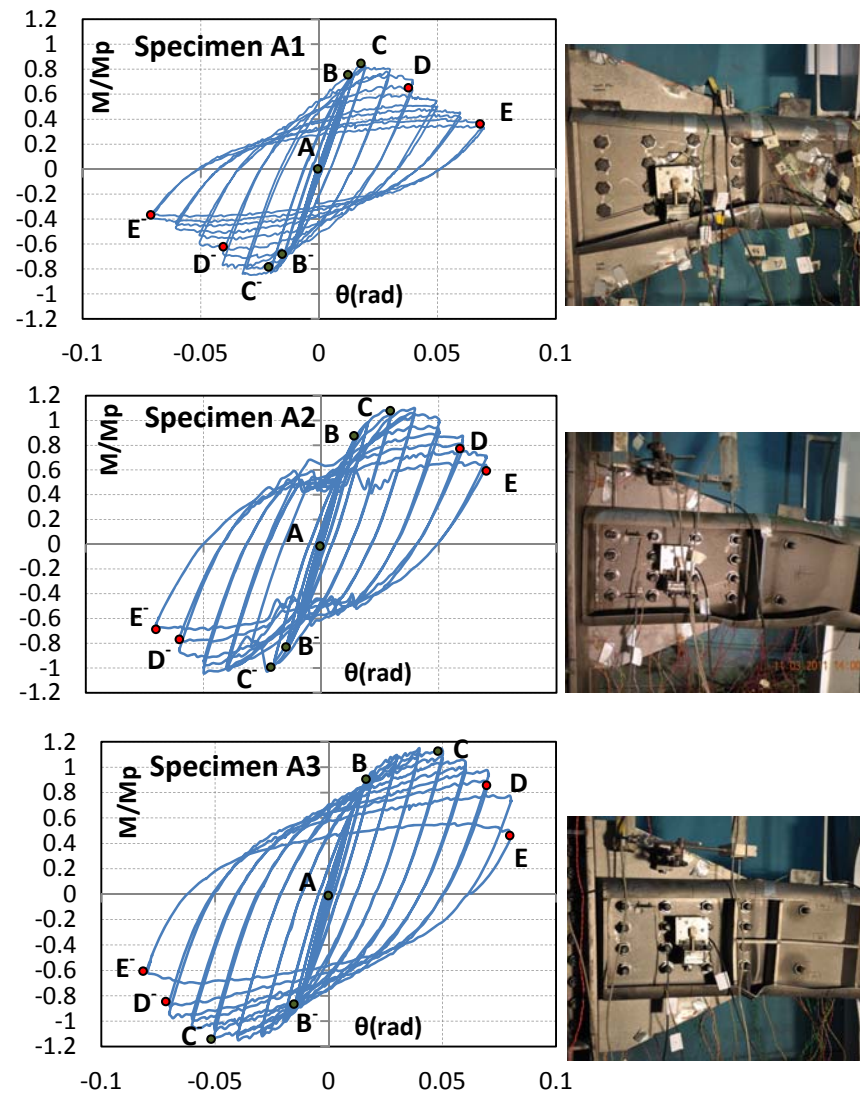 Specimen A1
M/Mp
θ(rad)
1.2
1
0.8
0.6
0.4
0.2
0
-0.2
-0.4
-0.6
-0.8
-1
-1.2
-0.1
-0.05
0
0.05
0.1
A
B
C
D
E
B-
C-
D-
E-
Specimen A2
M/Mp
θ(rad)
1.2
1
0.8
0.6
0.4
0.2
0
-0.2
-0.4
-0.6
-0.8
-1
-1.2
A
B
C
D
E
B-
C-
D-
E-
11-03-2011
Specimen A3
M/Mp
θ(rad)
1.2
1
0.8
0.6
0.4
0.2
0
-0.2
-0.4
-0.6
-0.8
-1
-1.2
-0.1
-0.05
0
0.05
0.1
A
B
C
D
E
B-
C-
D-
E-